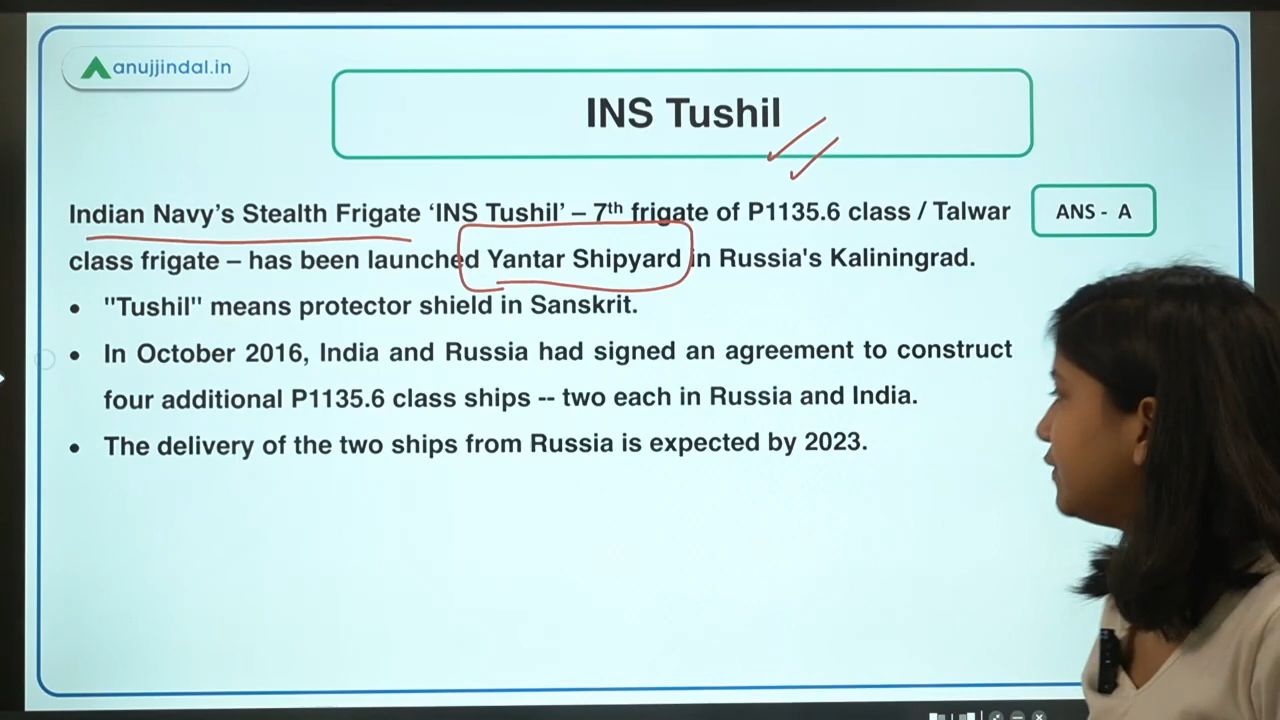 anujjindal.in
INS Tushil
Indian Navy's Stealth Frigate 'INS Tushil' – 7th frigate of P1135.6 class / Talwar
class frigate – has been launched Yantar Shipyard in Russia's Kaliningrad.
ANS - A
• "Tushil" means protector shield in Sanskrit.
• In October 2016, India and Russia had signed an agreement to construct
four additional P1135.6 class ships -- two each in Russia and India.
• The delivery of the two ships from Russia is expected by 2023.